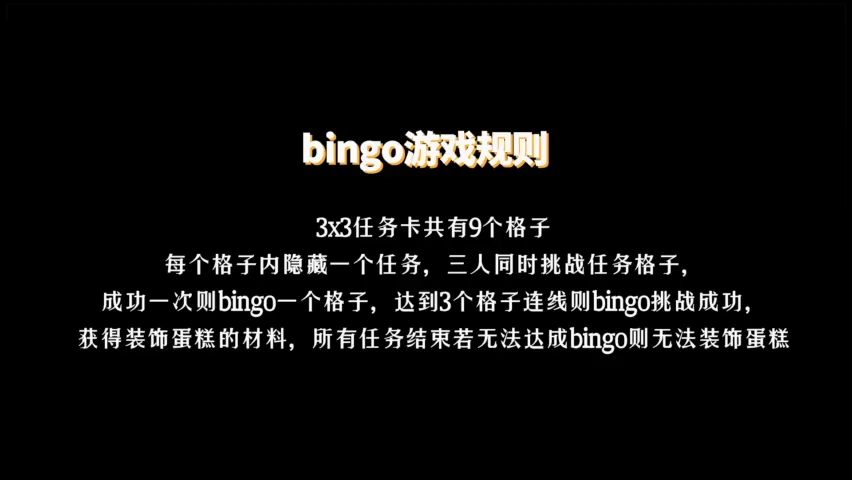 bingo游戏规则
3x3任务卡共有9个格子
每个格子内隐藏一个任务，三人同时挑战任务格子，
成功一次则bingo一个格子，达到3个格子连线则bingo挑战成功，
获得装饰蛋糕的材料，所有任务结束若无法达成bingo则无法装饰蛋糕